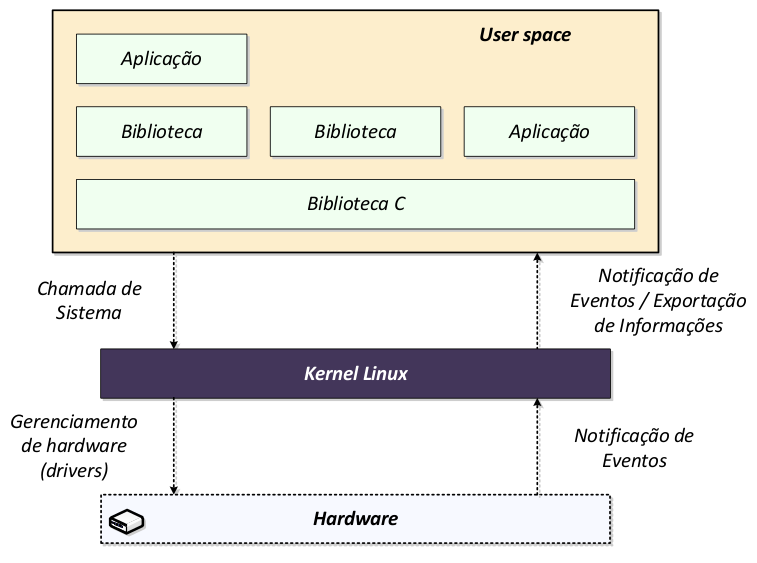 User space
Aplicação
Biblioteca
Biblioteca
Aplicação
Biblioteca C
Chamada de
Sistema
Notificação de
Eventos / Exportação
de Informações
Kernel Linux
Gerenciamento
de hardware
(drivers)
Notificação de
Eventos
Hardware